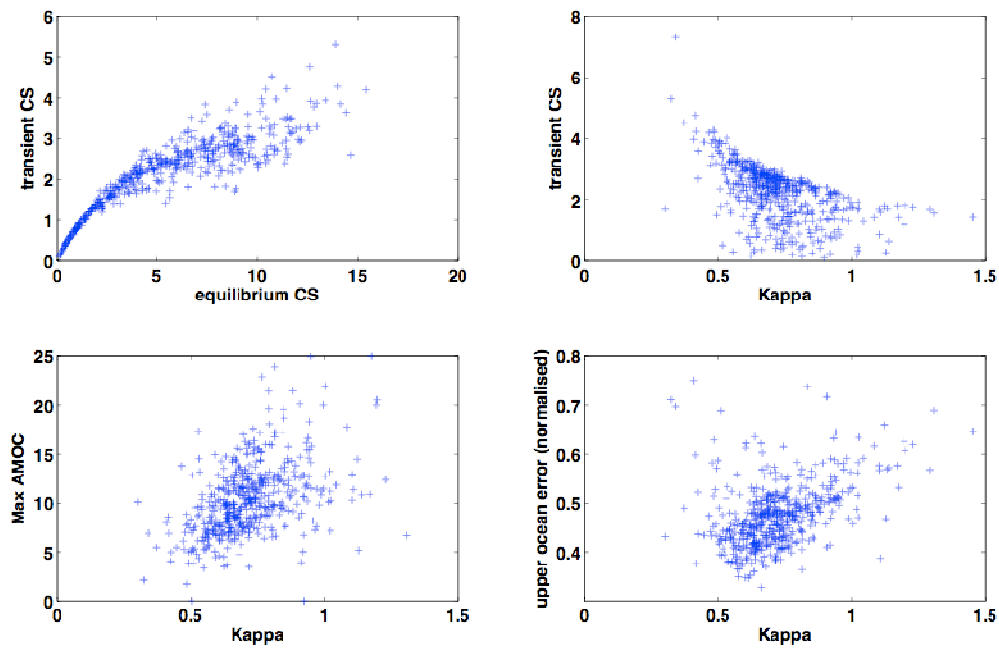 6
5
4
3
2
1
0
transient CS
0 5 10 15 20
equilibrium CS
8
6
4
2
0
transient CS
0 0.5 1 1.5
Kappa
25
20
15
10
5
0
Max AMOC
0 0.5 1 1.5
Kappa
0.8
0.7
0.6
0.5
0.4
upper ocean error (normalised)
0 0.5 1 1.5
Kappa